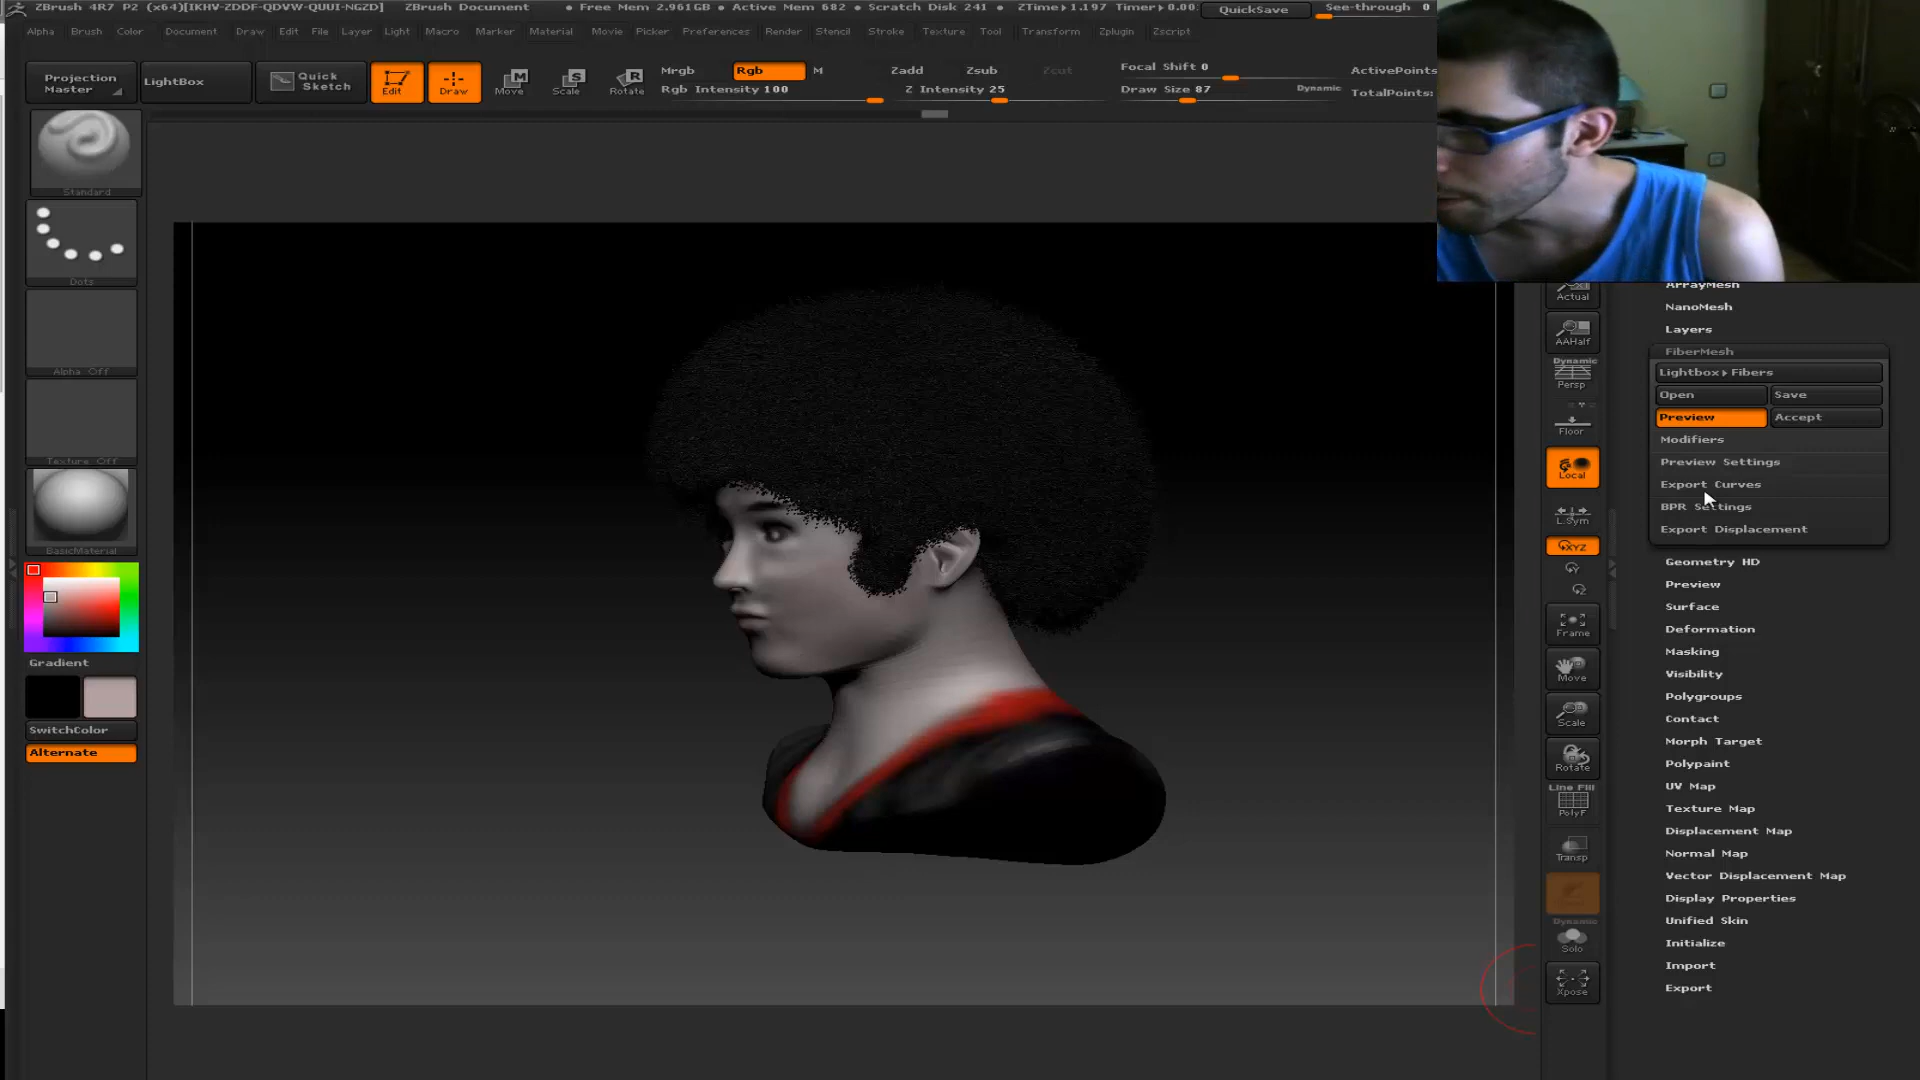 ZBrush 4R7 P2 (x64)[IKHV-ZDDF-QDVW-QUUI-NGZD] ZBrush Document • Free Mem 2.961GB • Active Mem 682 • Scratch Disk 241 • ZTime▸1.197 Timer▸0.00 QuickSave See-through 0
Alpha Brush Color Document Draw Edit File Layer Light Macro Marker Material Movie Picker Preferences Render Stencil Stroke Texture Tool Transform Zplugin Zscript
Projection Master
LightBox
Quick Sketch
Edit
Draw
Move
Scale
Rotate
Mrgb Rgb M
Rgb Intensity 100
Zadd Zsub Zcut
Z Intensity 25
Focal Shift 0
Draw Size 87
Dynamic
ActivePoints:
TotalPoints:
Standard
Dots
Alpha Off
Texture Off
BasicMaterial
Gradient
SwitchColor
Alternate
Actual
AAHalf
Dynamic
Persp
Floor
Local
L.Sym
XYZ
Frame
Move
Scale
Rotate
Line Fill
PolyF
Transp
Dynamic
Solo
Xpose
ArrayMesh
NanoMesh
Layers
FiberMesh
Lightbox▸Fibers
Open Save
Preview Accept
Modifiers
Preview Settings
Export Curves
BPR Settings
Export Displacement
Geometry HD
Preview
Surface
Deformation
Masking
Visibility
Polygroups
Contact
Morph Target
Polypaint
UV Map
Texture Map
Displacement Map
Normal Map
Vector Displacement Map
Display Properties
Unified Skin
Initialize
Import
Export